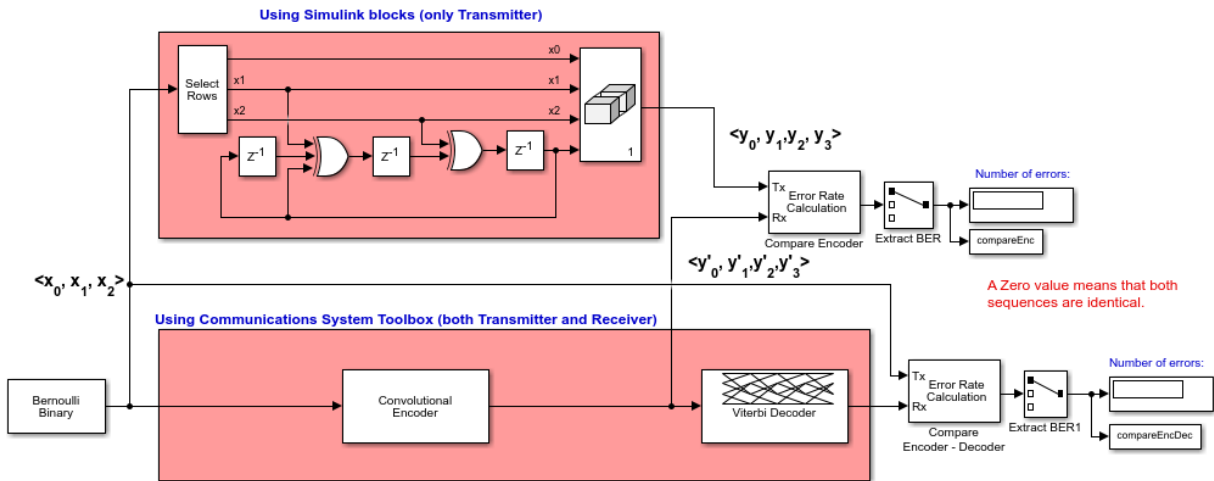 Using Simulink blocks (only Transmitter)
Select
Rows
x0
x1
x2
x0
x1
x2
1
Z-1
Z-1
Z-1
<y0, y1,y2, y3>
Tx
Rx
Error Rate
Calculation
Compare Encoder
Extract BER
Number of errors:
compareEnc
<x0, x1, x2>
<y'0, y'1,y'2,y'3>
A Zero value means that both
sequences are identical.
Using Communications System Toolbox (both Transmitter and Receiver)
Bernoulli
Binary
Convolutional
Encoder
Viterbi Decoder
Tx
Rx
Error Rate
Calculation
Compare
Encoder - Decoder
Extract BER1
Number of errors:
compareEncDec